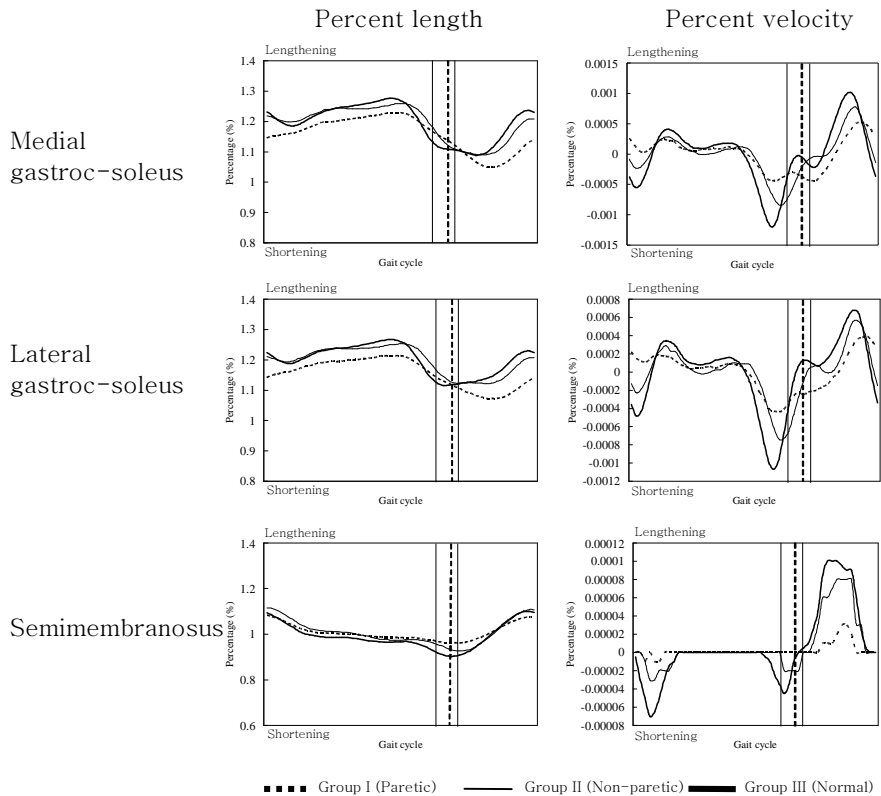 Percent length
Percent velocity
Medial
gastroc-soleus
Lengthening
1.4
1.3
1.2
1.1
1
0.9
0.8
Percentage (%)
Shortening
Gait cycle
Lengthening
0.0015
0.001
0.0005
0
-0.0005
-0.001
-0.0015
Percentage (%)
Shortening
Gait cycle
Lateral
gastroc-soleus
Lengthening
1.4
1.3
1.2
1.1
1
0.9
0.8
Percentage (%)
Shortening
Gait cycle
Lengthening
0.0008
0.0006
0.0004
0.0002
0
-0.0002
-0.0004
-0.0006
-0.0008
-0.001
-0.0012
Percentage (%)
Shortening
Gait cycle
Semimembranosus
Lengthening
1.4
1.2
1
0.8
0.6
Percentage (%)
Shortening
Gait cycle
Lengthening
0.00012
0.0001
0.00008
0.00006
0.00004
0.00002
0
-0.00002
-0.00004
-0.00006
-0.00008
Percentage (%)
Shortening
Gait cycle
Group I (Paretic)
Group II (Non-paretic)
Group III (Normal)